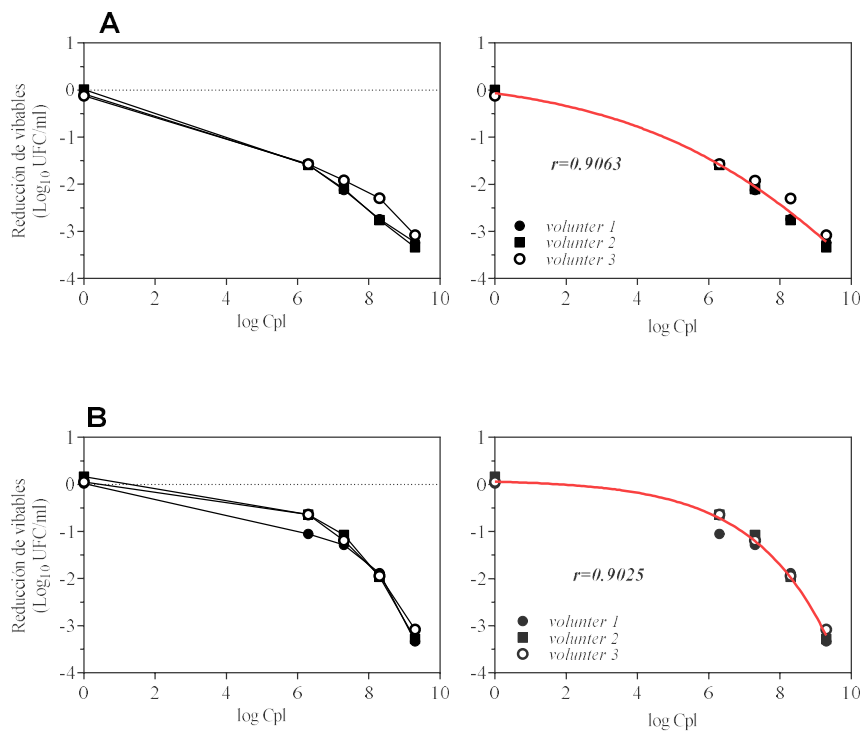 A
1
0
-1
-2
-3
-4
0 2 4 6 8 10
log Cpl
Reducción de vibables
(Log10 UFC/ml)
1
0
-1
-2
-3
-4
0 2 4 6 8 10
log Cpl
r=0.9063
volunter 1
volunter 2
volunter 3
B
1
0
-1
-2
-3
-4
0 2 4 6 8 10
log Cpl
Reducción de vibables
(Log10 UFC/ml)
1
0
-1
-2
-3
-4
0 2 4 6 8 10
log Cpl
r=0.9025
volunter 1
volunter 2
volunter 3